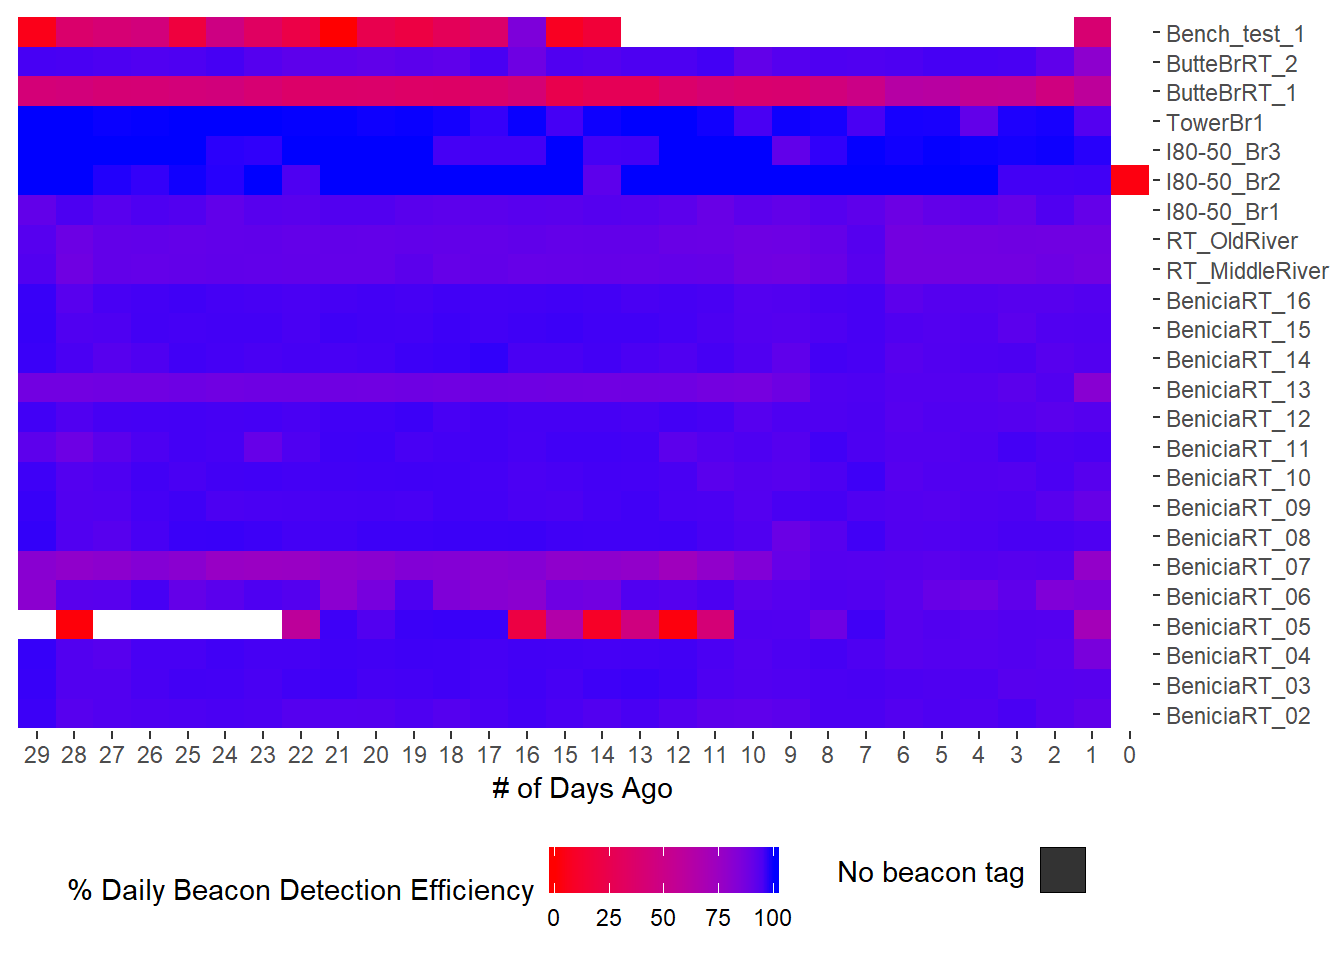 Bench_test_1
ButteBrRT_2
ButteBrRT_1
TowerBr1
I80-50_Br3
I80-50_Br2
I80-50_Br1
RT_OldRiver
RT_MiddleRiver
BeniciaRT_16
BeniciaRT_15
BeniciaRT_14
BeniciaRT_13
BeniciaRT_12
BeniciaRT_11
BeniciaRT_10
BeniciaRT_09
BeniciaRT_08
BeniciaRT_07
BeniciaRT_06
BeniciaRT_05
BeniciaRT_04
BeniciaRT_03
BeniciaRT_02
29 28 27 26 25 24 23 22 21 20 19 18 17 16 15 14 13 12 11 10 9 8 7 6 5 4 3 2 1 0
# of Days Ago
% Daily Beacon Detection Efficiency
0 25 50 75 100
No beacon tag